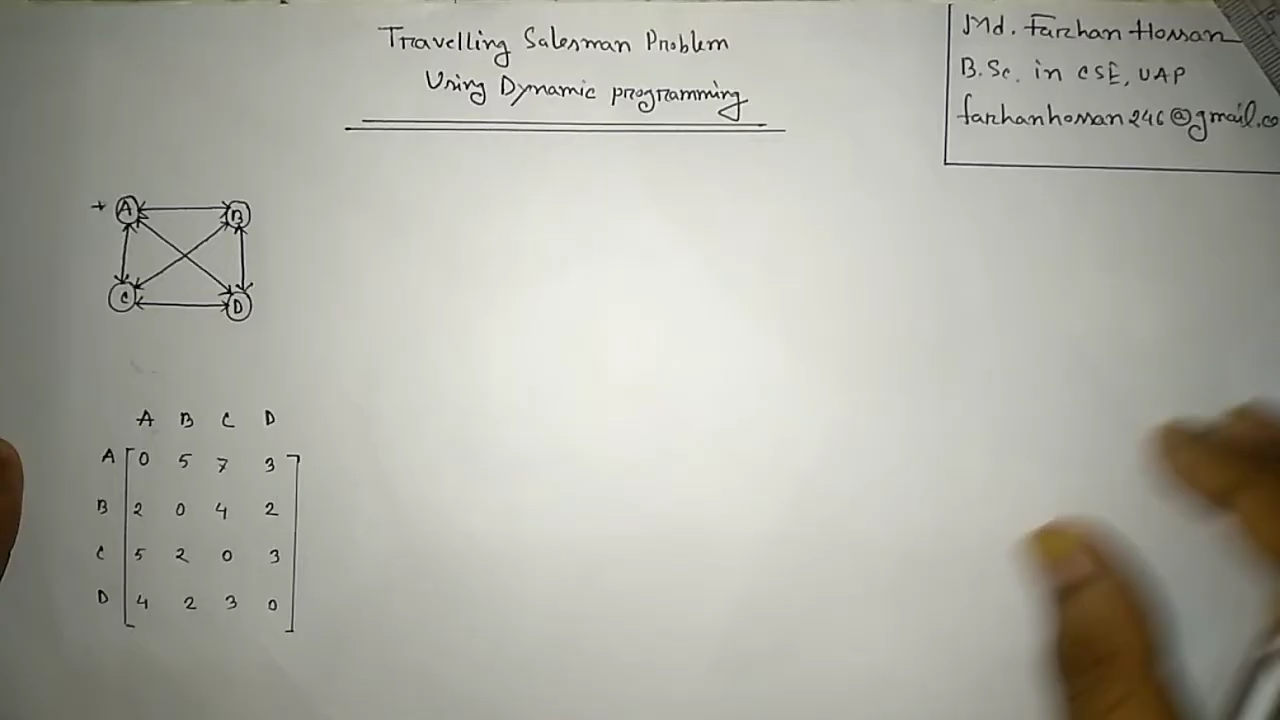 Travelling Salesman Problem
Using Dynamic programming
Md. Farhan Hossan
B.Sc. in CSE, UAP
farhanhossan246@gmail.co
A B
C D
A B C D
A 0 5 7 3
B 2 0 4 2
C 5 2 0 3
D 4 2 3 0